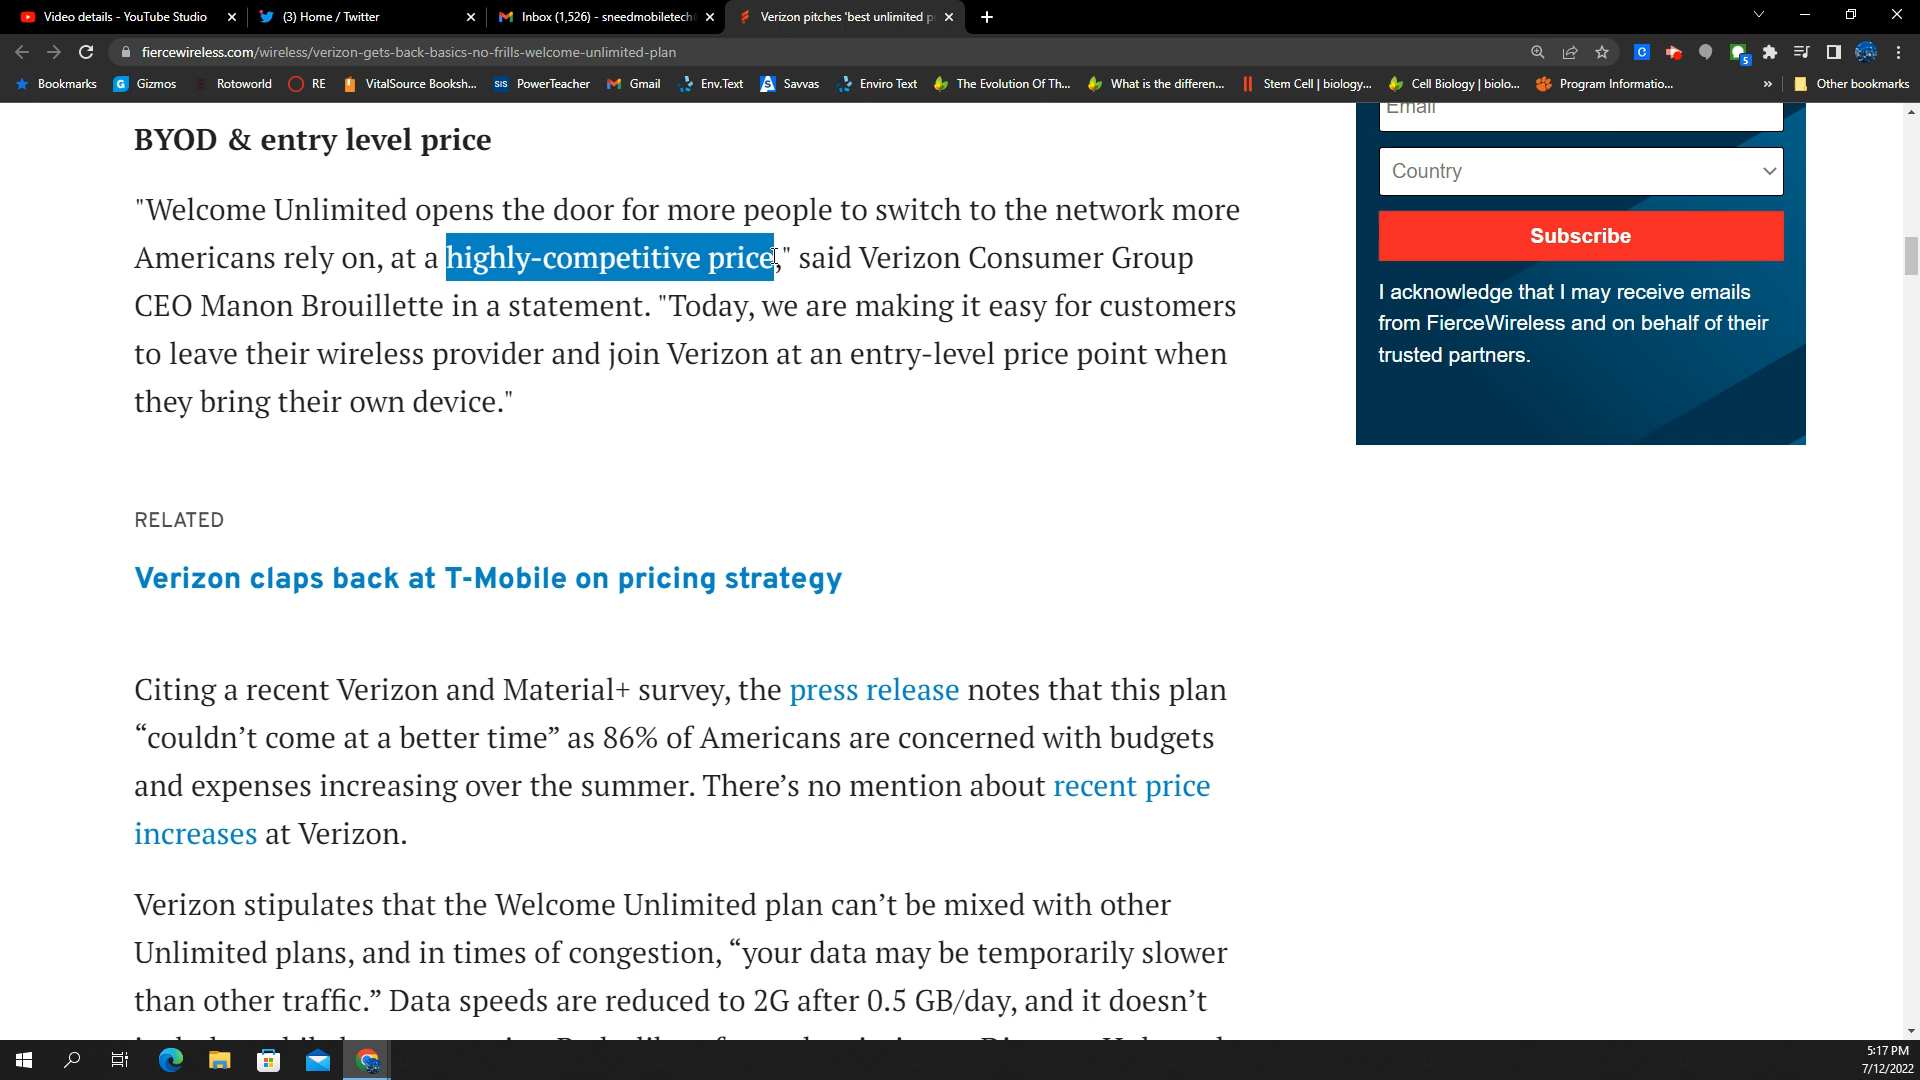 Video details - YouTube Studio
(3) Home / Twitter
Inbox (1,526) - sneedmobiletech
Verizon pitches 'best unlimited p
fiercewireless.com/wireless/verizon-gets-back-basics-no-frills-welcome-unlimited-plan
5
Bookmarks
Gizmos
Rotoworld
RE
VitalSource Booksh...
SIS PowerTeacher
Gmail
Env.Text
Savvas
Enviro Text
The Evolution Of Th...
What is the differen...
Stem Cell | biology...
Cell Biology | biolo...
Program Informatio...
»
Other bookmarks
BYOD & entry level price
"Welcome Unlimited opens the door for more people to switch to the network more
Americans rely on, at a highly-competitive price," said Verizon Consumer Group
CEO Manon Brouillette in a statement. "Today, we are making it easy for customers
to leave their wireless provider and join Verizon at an entry-level price point when
they bring their own device."
RELATED
Verizon claps back at T-Mobile on pricing strategy
Citing a recent Verizon and Material+ survey, the press release notes that this plan
“couldn’t come at a better time” as 86% of Americans are concerned with budgets
and expenses increasing over the summer. There’s no mention about recent price
increases at Verizon.
Verizon stipulates that the Welcome Unlimited plan can’t be mixed with other
Unlimited plans, and in times of congestion, “your data may be temporarily slower
than other traffic.” Data speeds are reduced to 2G after 0.5 GB/day, and it doesn’t
Email
Country
Subscribe
I acknowledge that I may receive emails
from FierceWireless and on behalf of their
trusted partners.
5:17 PM
7/12/2022